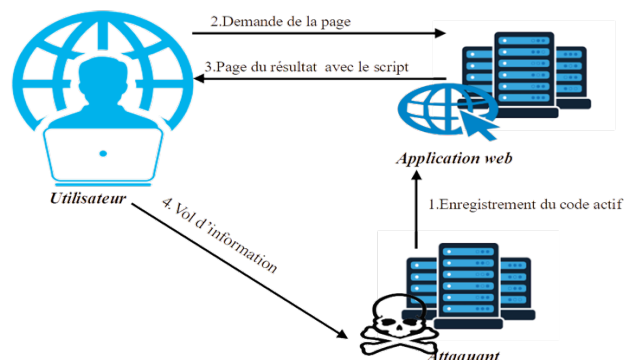 2.Demande de la page
3.Page du résultat avec le script
Application web
Utilisateur
1.Enregistrement du code actif
4. Vol d'information
Attaquant